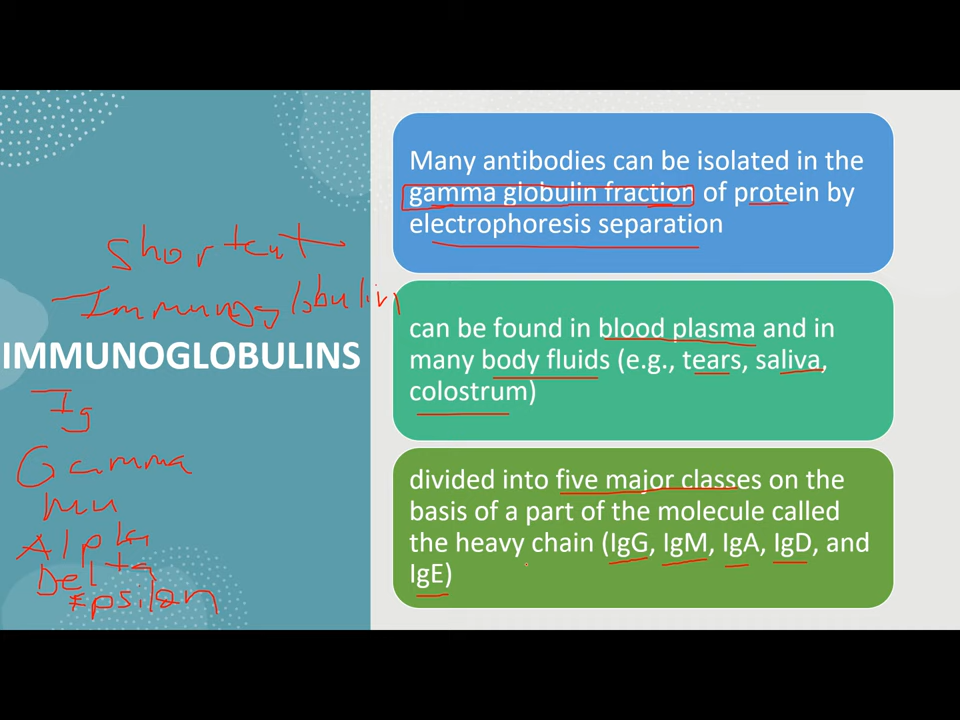 Shortcut
Immunoglobulin
IMMUNOGLOBULINS
Ig
Gamma
Mu
Alpha
Delta
Epsilon
Many antibodies can be isolated in the
gamma globulin fraction of protein by
electrophoresis separation
can be found in blood plasma and in
many body fluids (e.g., tears, saliva,
colostrum)
divided into five major classes on the
basis of a part of the molecule called
the heavy chain (IgG, IgM, IgA, IgD, and
IgE)